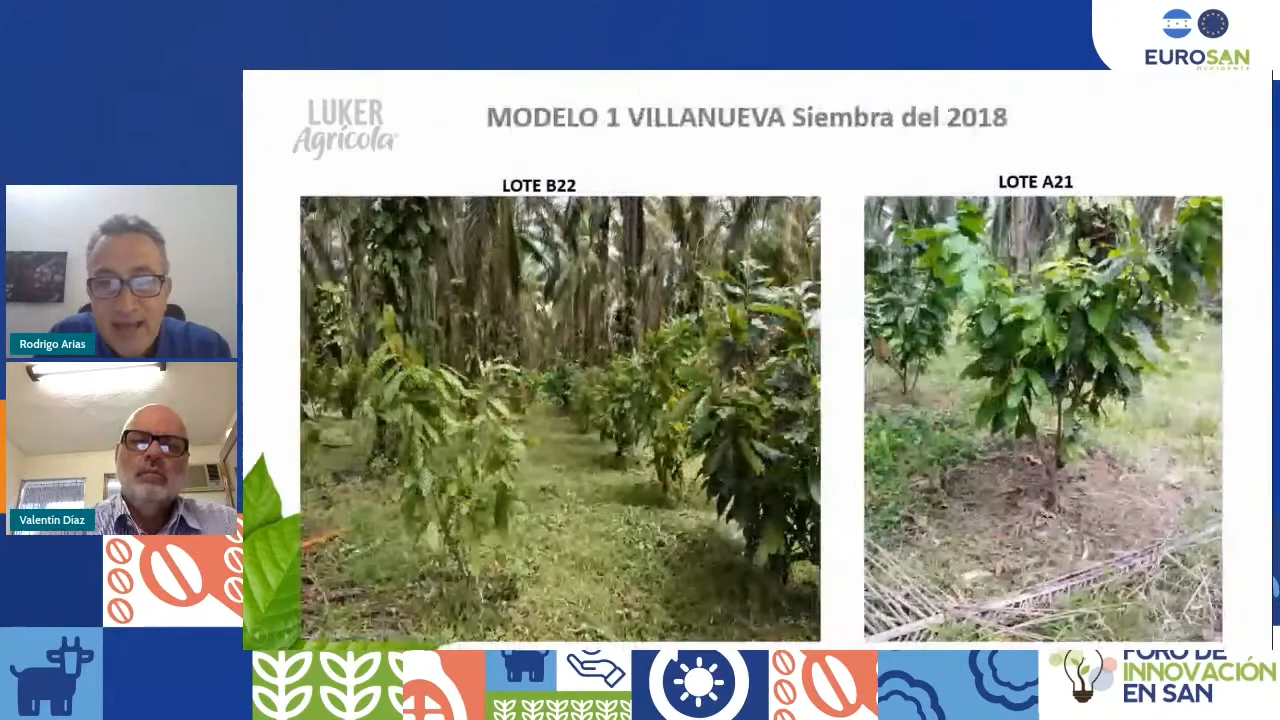 EUROSAN
OCCIDENTE
LUKER
Agrícola
MODELO 1 VILLANUEVA Siembra del 2018
LOTE B22
LOTE A21
Rodrigo Arias
Valentín Díaz
FORO DE
INNOVACIÓN
EN SAN